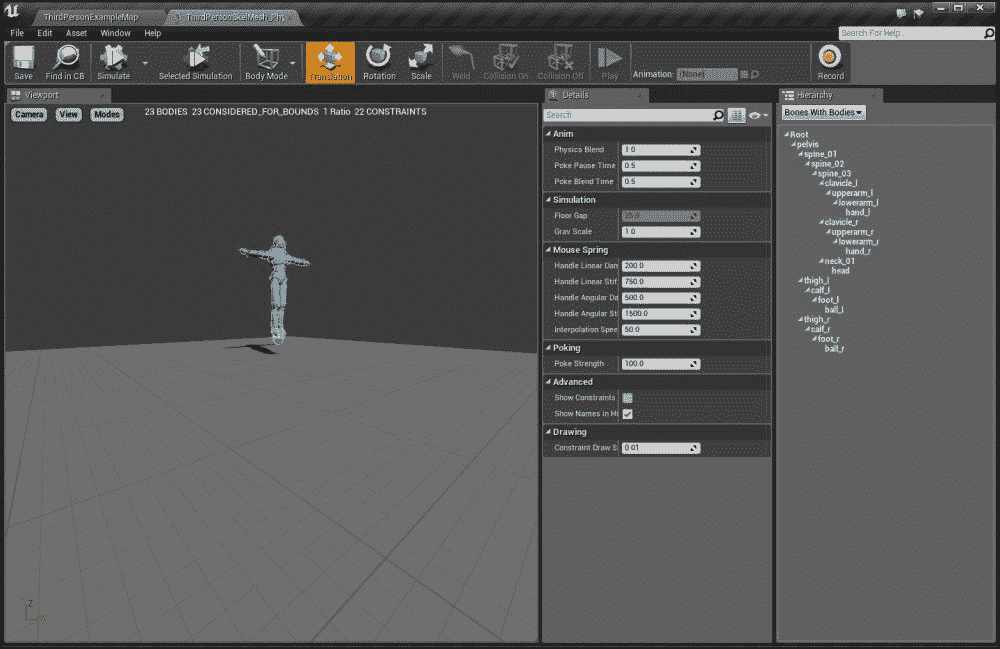 ThirdPersonExampleMap
ThirdPersonSkelMesh_Phy
File Edit Asset Window Help
Search For Help
Save Find in CB Simulate Selected Simulation Body Mode Translation Rotation Scale Weld Collision On Collision Off Play Animation: (None) Record
Viewport
Camera View Modes
23 BODIES 23 CONSIDERED_FOR_BOUNDS 1 Ratio 22 CONSTRAINTS
Z
Details
Search
Anim
Physics Blend 1.0
Poke Pause Time 0.5
Poke Blend Time 0.5
Simulation
Floor Gap
Grav Scale 1.0
Mouse Spring
Handle Linear Dan 200.0
Handle Linear Stif 750.0
Handle Angular Da 500.0
Handle Angular St 1500.0
Interpolation Spee 50.0
Poking
Poke Strength 100.0
Advanced
Show Constraints
Show Names in Hi
Drawing
Constraint Draw S 0.01
Hierarchy
Bones With Bodies
Root
pelvis
spine_01
spine_02
spine_03
clavicle_l
upperarm_l
lowerarm_l
hand_l
clavicle_r
upperarm_r
lowerarm_r
hand_r
neck_01
head
thigh_l
calf_l
foot_l
ball_l
thigh_r
calf_r
foot_r
ball_r